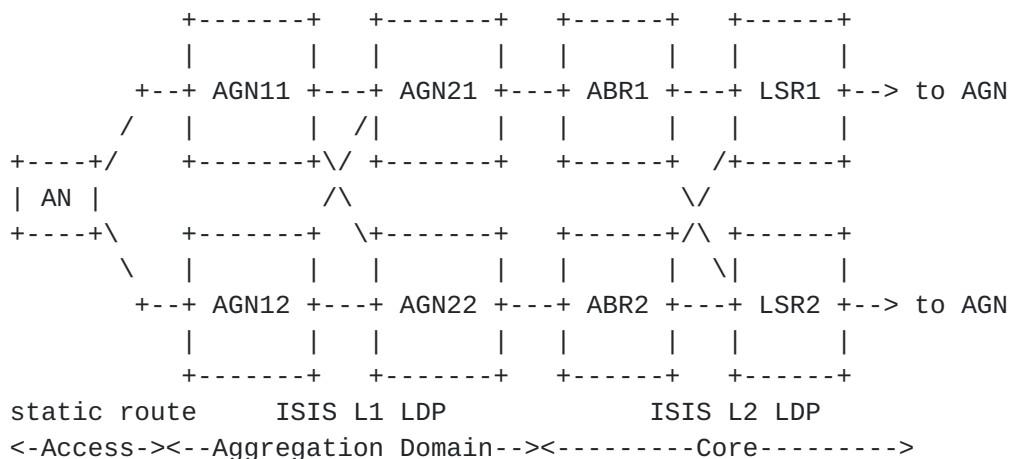 +-------+   +-------+   +------+   +------+
            |       |   |       |   |      |   |      |
         +--+ AGN11 +---+ AGN21 +---+ ABR1 +---+ LSR1 +--> to AGN
        /   |       |  /|       |   |      |   |      |
+----+/    +-------+\/ +-------+   +------+  /+------+
| AN |              /\                     \/
+----+\    +-------+  \+-------+   +------+/\ +------+
        \   |       |   |       |   |      |  \|      |
         +--+ AGN12 +---+ AGN22 +---+ ABR2 +---+ LSR2 +--> to AGN
            |       |   |       |   |      |   |      |
            +-------+   +-------+   +------+   +------+
static route     ISIS L1 LDP             ISIS L2 LDP
<-Access-><--Aggregation Domain--><---------Core--------->